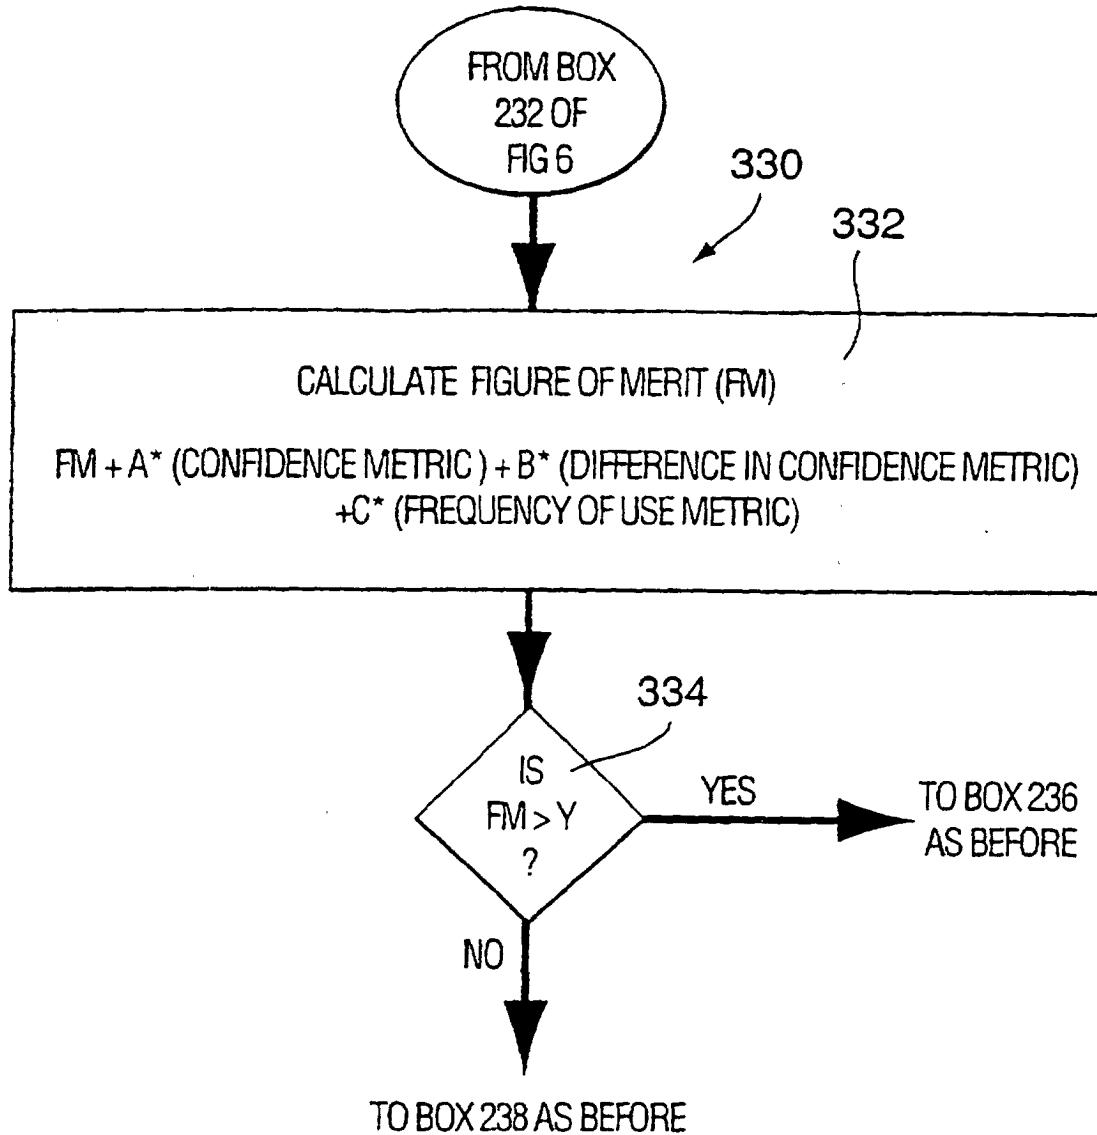 FROM BOX
232 OF
FIG 6
330
332
CALCULATE FIGURE OF MERIT (FM)
FM + A* (CONFIDENCE METRIC) + B* (DIFFERENCE IN CONFIDENCE METRIC)
+C* (FREQUENCY OF USE METRIC)
334
IS
FM > Y
?
YES
TO BOX 236
AS BEFORE
NO
TO BOX 238 AS BEFORE